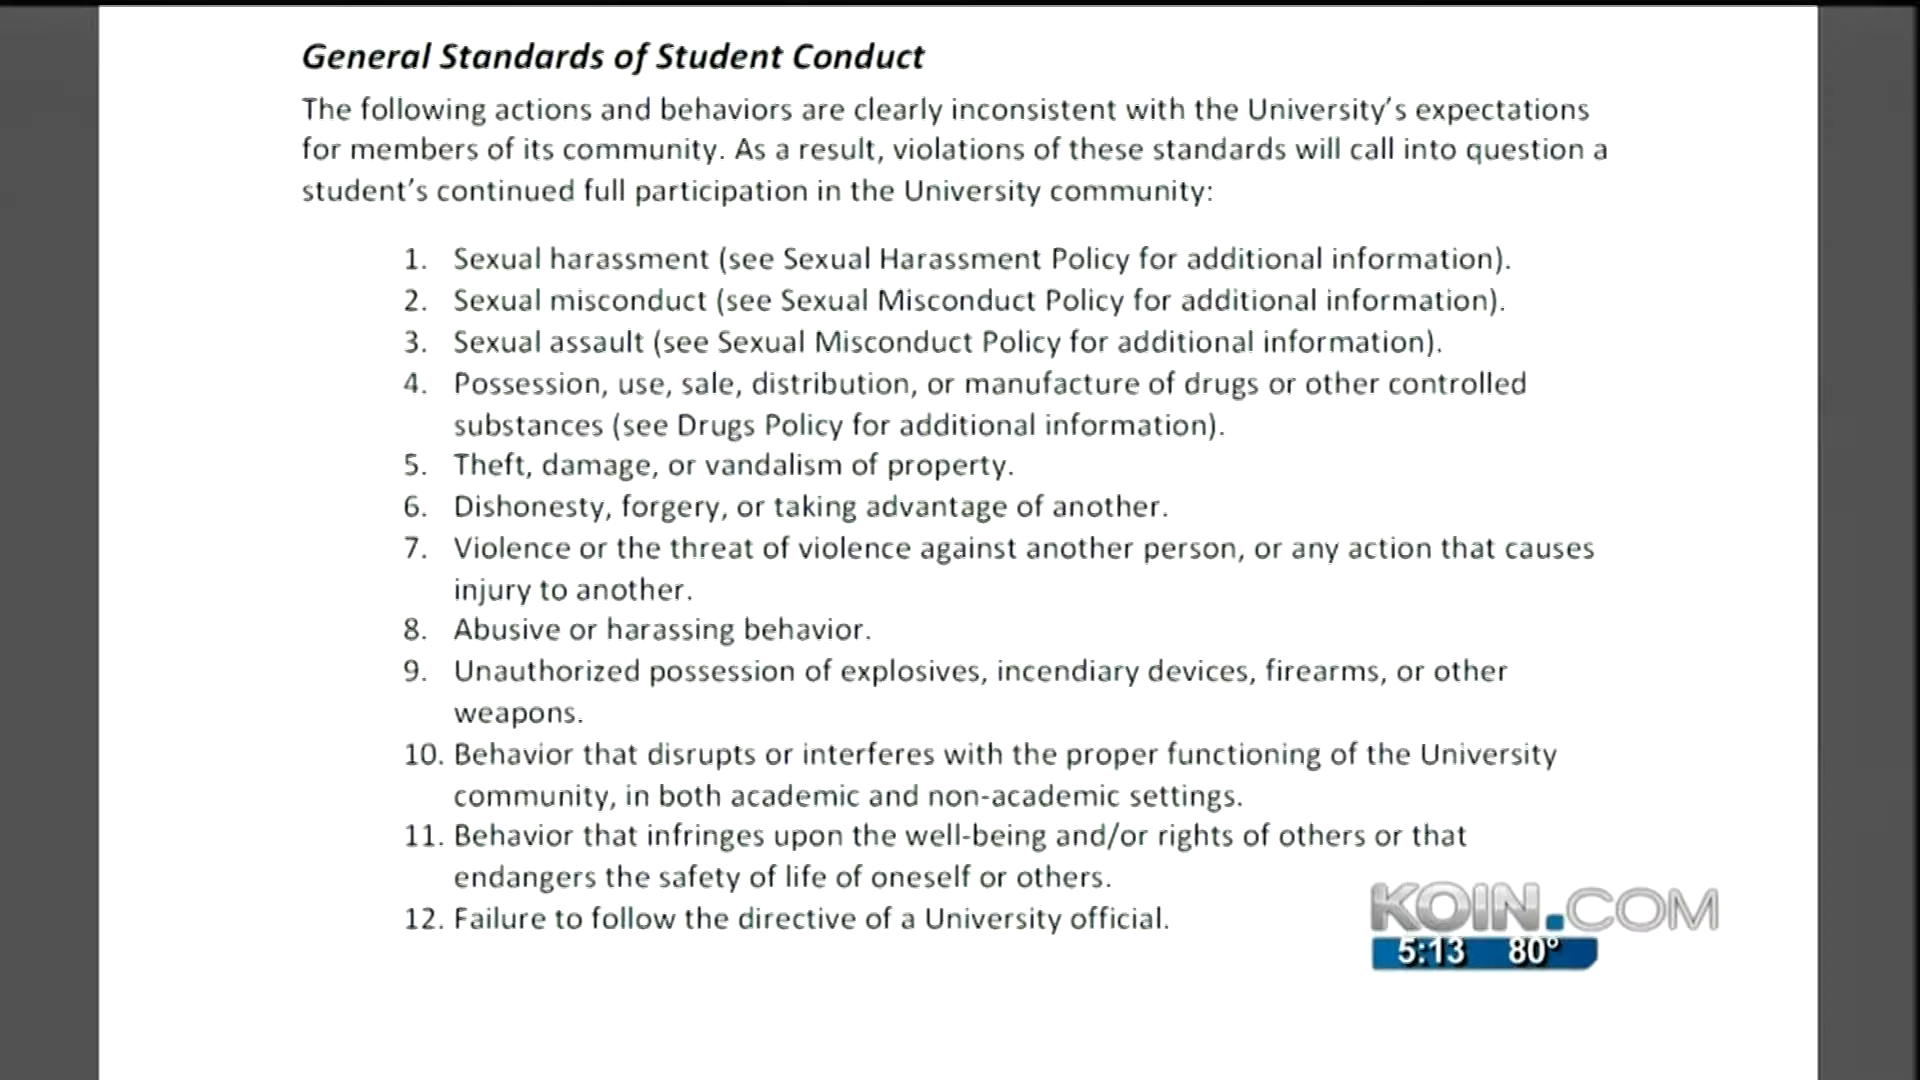 General Standards of Student Conduct
The following actions and behaviors are clearly inconsistent with the University's expectations
for members of its community. As a result, violations of these standards will call into question a
student's continued full participation in the University community:
1. Sexual harassment (see Sexual Harassment Policy for additional information).
2. Sexual misconduct (see Sexual Misconduct Policy for additional information).
3. Sexual assault (see Sexual Misconduct Policy for additional information).
4. Possession, use, sale, distribution, or manufacture of drugs or other controlled
substances (see Drugs Policy for additional information).
5. Theft, damage, or vandalism of property.
6. Dishonesty, forgery, or taking advantage of another.
7. Violence or the threat of violence against another person, or any action that causes
injury to another.
8. Abusive or harassing behavior.
9. Unauthorized possession of explosives, incendiary devices, firearms, or other
weapons.
10. Behavior that disrupts or interferes with the proper functioning of the University
community, in both academic and non-academic settings.
11. Behavior that infringes upon the well-being and/or rights of others or that
endangers the safety of life of oneself or others.
12. Failure to follow the directive of a University official.
KOIN.COM
5:13 80°